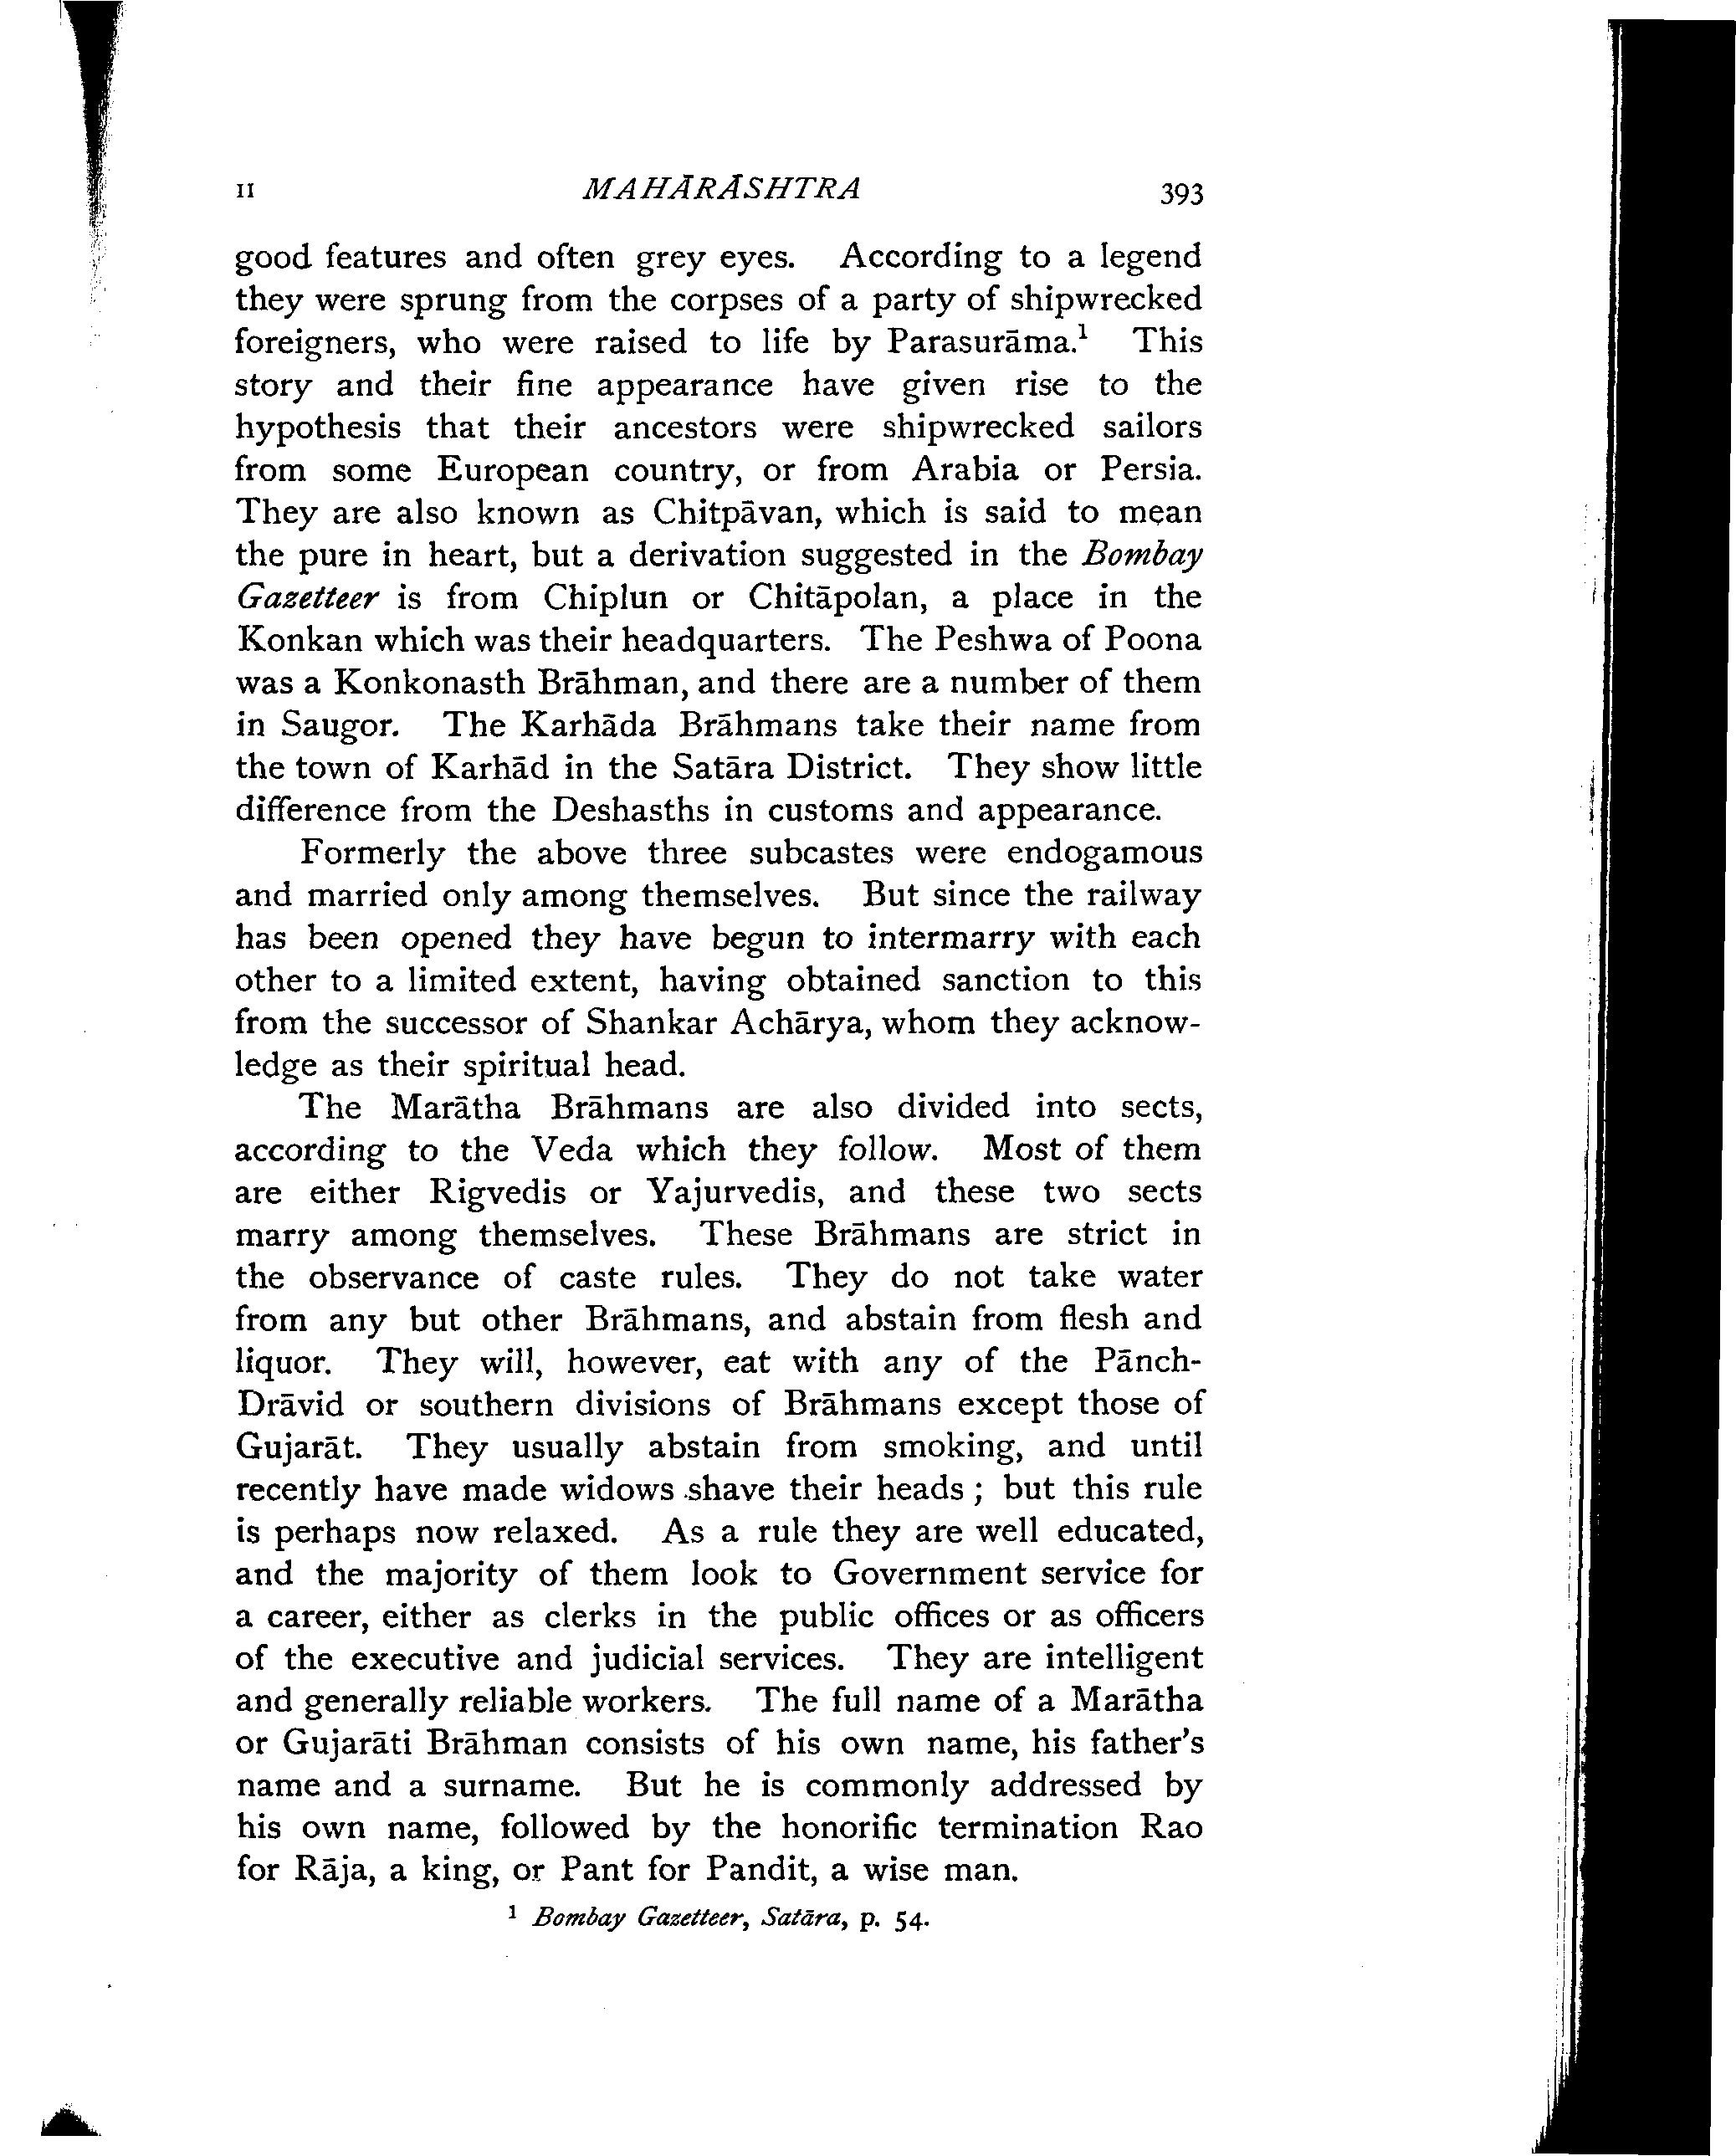 II MAHĀRĀSHTRA 393
good features and often grey eyes. According to a legend
they were sprung from the corpses of a party of shipwrecked
foreigners, who were raised to life by Parasurāma.¹ This
story and their fine appearance have given rise to the
hypothesis that their ancestors were shipwrecked sailors
from some European country, or from Arabia or Persia.
They are also known as Chitpāvan, which is said to mean
the pure in heart, but a derivation suggested in the Bombay
Gazetteer is from Chiplun or Chitāpolan, a place in the
Konkan which was their headquarters. The Peshwa of Poona
was a Konkonasth Brāhman, and there are a number of them
in Saugor. The Karhāda Brāhmans take their name from
the town of Karhād in the Satāra District. They show little
difference from the Deshasths in customs and appearance.
Formerly the above three subcastes were endogamous
and married only among themselves. But since the railway
has been opened they have begun to intermarry with each
other to a limited extent, having obtained sanction to this
from the successor of Shankar Achārya, whom they acknow-
ledge as their spiritual head.
The Marātha Brāhmans are also divided into sects,
according to the Veda which they follow. Most of them
are either Rigvedis or Yajurvedis, and these two sects
marry among themselves. These Brāhmans are strict in
the observance of caste rules. They do not take water
from any but other Brāhmans, and abstain from flesh and
liquor. They will, however, eat with any of the Pānch-
Drāvid or southern divisions of Brāhmans except those of
Gujarāt. They usually abstain from smoking, and until
recently have made widows shave their heads ; but this rule
is perhaps now relaxed. As a rule they are well educated,
and the majority of them look to Government service for
a career, either as clerks in the public offices or as officers
of the executive and judicial services. They are intelligent
and generally reliable workers. The full name of a Marātha
or Gujarāti Brāhman consists of his own name, his father's
name and a surname. But he is commonly addressed by
his own name, followed by the honorific termination Rao
for Rāja, a king, or Pant for Pandit, a wise man.
¹ Bombay Gazetteer, Satāra, p. 54.